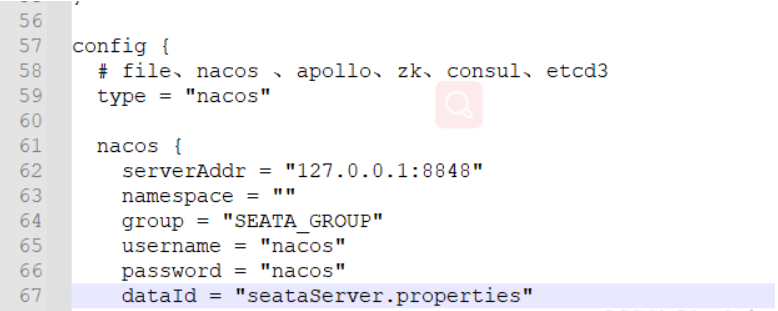 56
57 config {
58 # file、nacos 、apollo、zk、consul、etcd3
59 type = "nacos"
60
61 nacos {
62 serverAddr = "127.0.0.1:8848"
63 namespace = ""
64 group = "SEATA_GROUP"
65 username = "nacos"
66 password = "nacos"
67 dataId = "seataServer.properties"